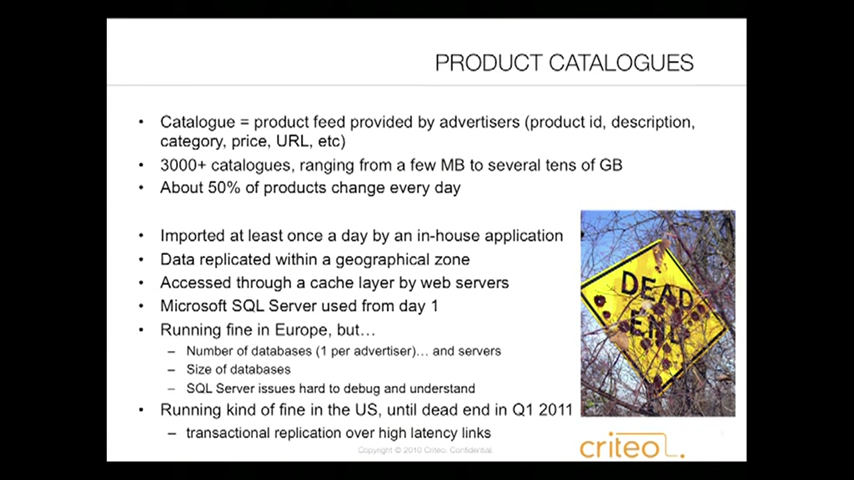 PRODUCT CATALOGUES
• Catalogue = product feed provided by advertisers (product id, description,
category, price, URL, etc)
• 3000+ catalogues, ranging from a few MB to several tens of GB
• About 50% of products change every day
• Imported at least once a day by an in-house application
• Data replicated within a geographical zone
• Accessed through a cache layer by web servers
• Microsoft SQL Server used from day 1
• Running fine in Europe, but…
– Number of databases (1 per advertiser)… and servers
– Size of databases
– SQL Server issues hard to debug and understand
• Running kind of fine in the US, until dead end in Q1 2011
– transactional replication over high latency links
DEAD
END
criteo
Copyright © 2010 Criteo. Confidential.